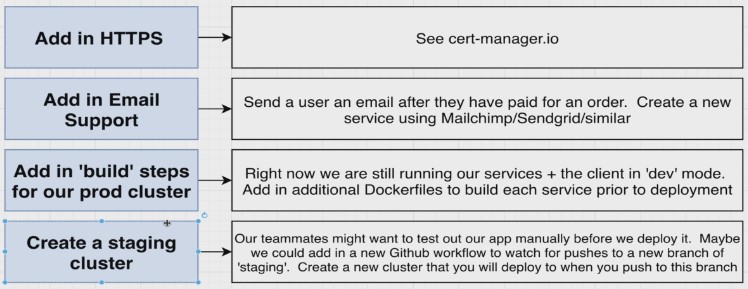 Add in HTTPS
See cert-manager.io
Add in Email
Support
Send a user an email after they have paid for an order.  Create a new
service using Mailchimp/Sendgrid/similar
Add in 'build' steps
for our prod cluster
Right now we are still running our services + the client in 'dev' mode.
Add in additional Dockerfiles to build each service prior to deployment
Create a staging
cluster
Our teammates might want to test out our app manually before we deploy it.  Maybe
we could add in a new Github workflow to watch for pushes to a new branch of
'staging'.  Create a new cluster that you will deploy to when you push to this branch